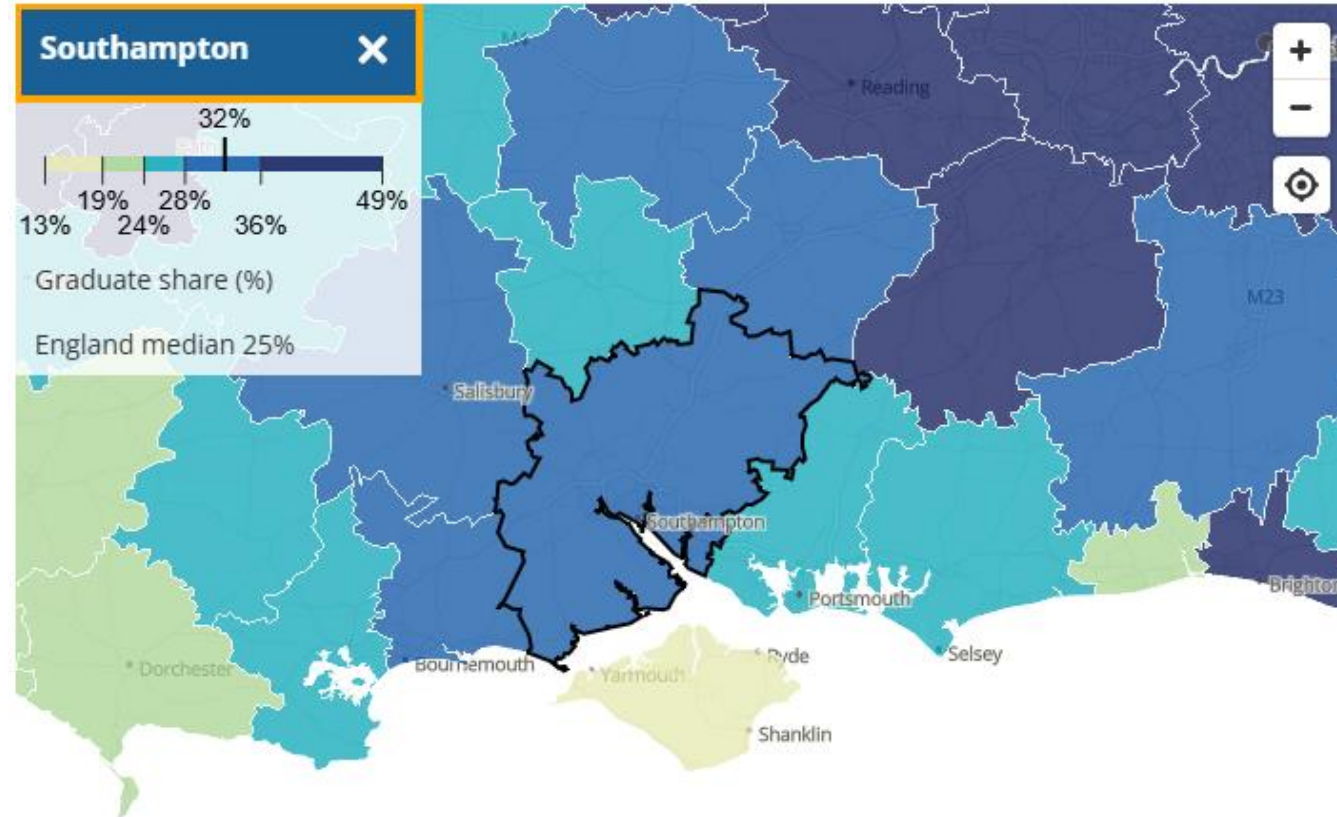 Southampton
32%
19% 28% 49%
13% 24% 36%
Graduate share (%)
England median 25%
+
−
Reading
M23
Salisbury
Southampton
Portsmouth
Brighton
Dorchester
Bournemouth
Yarmouth
Ryde
Selsey
Shanklin